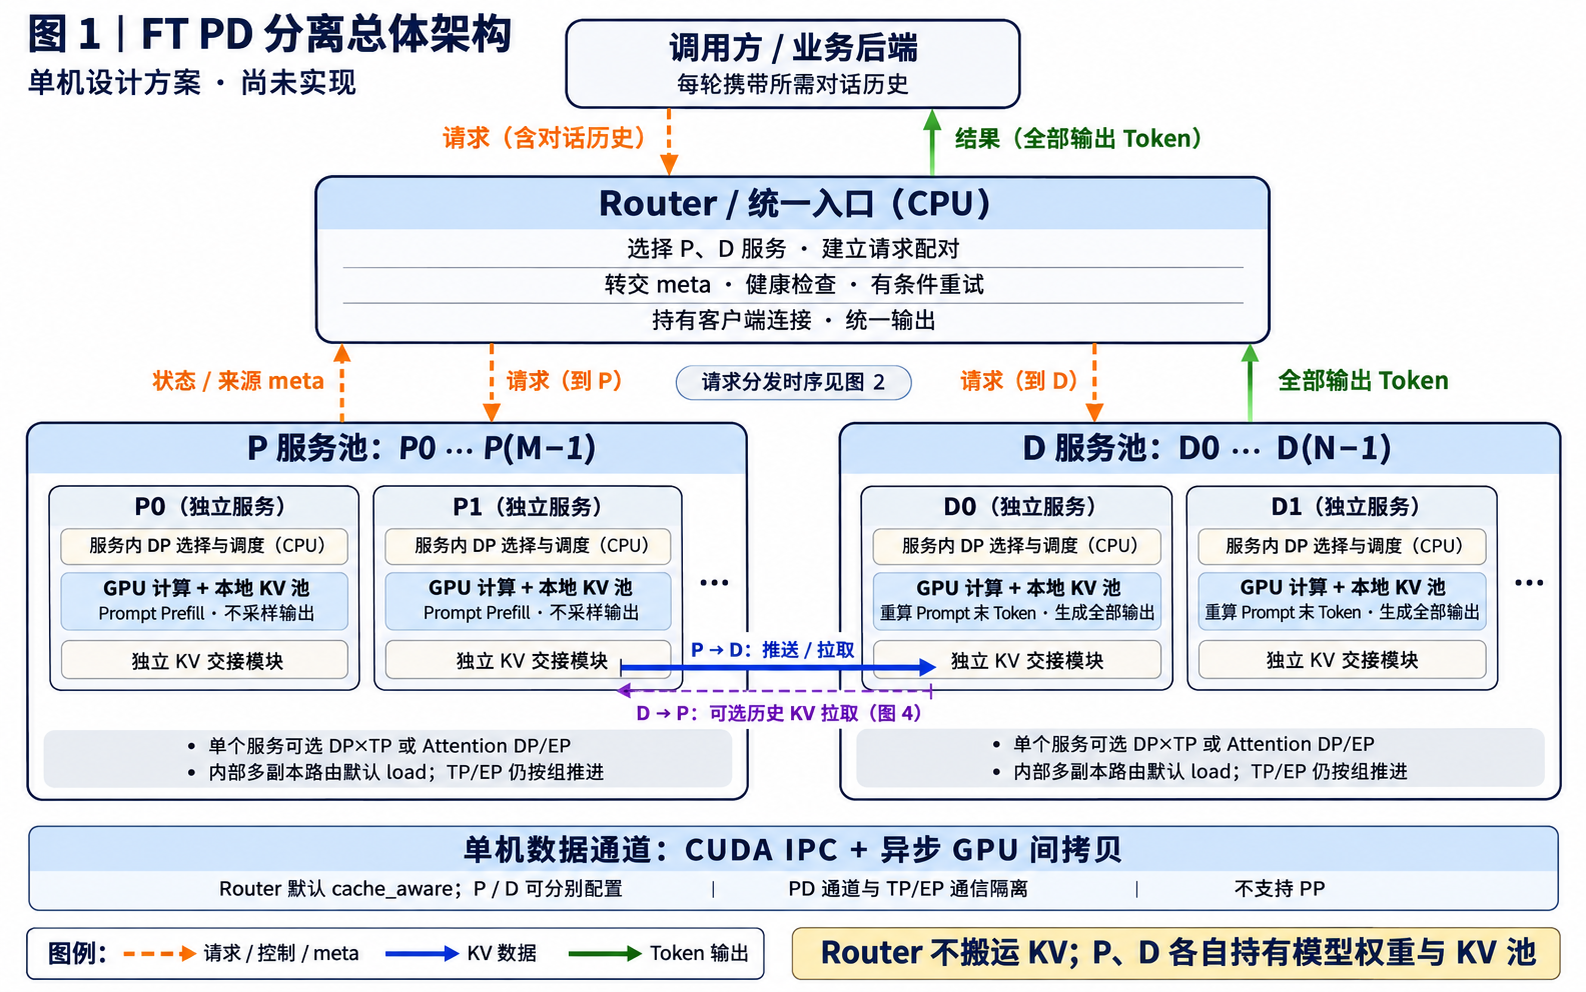 图 1｜FT PD 分离总体架构
单机设计方案 · 尚未实现
调用方 / 业务后端
每轮携带所需对话历史
请求（含对话历史）
结果（全部输出 Token）
Router / 统一入口（CPU）
选择 P、D 服务 · 建立请求配对
转交 meta · 健康检查 · 有条件重试
持有客户端连接 · 统一输出
状态 / 来源 meta
请求（到 P）
请求分发时序见图 2
请求（到 D）
全部输出 Token
P 服务池：P0 ··· P(M−1)
P0（独立服务）
服务内 DP 选择与调度（CPU）
GPU 计算 + 本地 KV 池
Prompt Prefill · 不采样输出
独立 KV 交接模块
P1（独立服务）
服务内 DP 选择与调度（CPU）
GPU 计算 + 本地 KV 池
Prompt Prefill · 不采样输出
独立 KV 交接模块
···
• 单个服务可选 DP×TP 或 Attention DP/EP
• 内部多副本路由默认 load；TP/EP 仍按组推进
P → D：推送 / 拉取
D → P：可选历史 KV 拉取（图 4）
D 服务池：D0 ··· D(N−1)
D0（独立服务）
服务内 DP 选择与调度（CPU）
GPU 计算 + 本地 KV 池
重算 Prompt 末 Token · 生成全部输出
独立 KV 交接模块
D1（独立服务）
服务内 DP 选择与调度（CPU）
GPU 计算 + 本地 KV 池
重算 Prompt 末 Token · 生成全部输出
独立 KV 交接模块
···
• 单个服务可选 DP×TP 或 Attention DP/EP
• 内部多副本路由默认 load；TP/EP 仍按组推进
单机数据通道：CUDA IPC + 异步 GPU 间拷贝
Router 默认 cache_aware；P / D 可分别配置 | PD 通道与 TP/EP 通信隔离 | 不支持 PP
图例： 请求 / 控制 / meta KV 数据 Token 输出
Router 不搬运 KV；P、D 各自持有模型权重与 KV 池